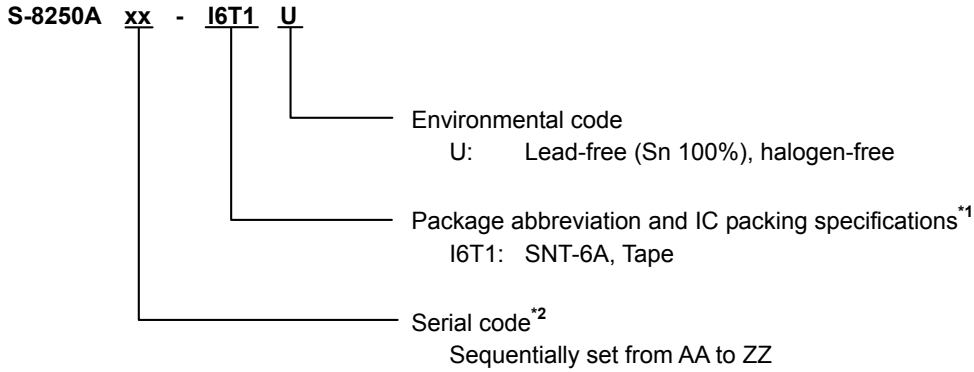 S-8250A xx - I6T1 U
Environmental code
U: Lead-free (Sn 100%), halogen-free
Package abbreviation and IC packing specifications*1
I6T1: SNT-6A, Tape
Serial code*2
Sequentially set from AA to ZZ